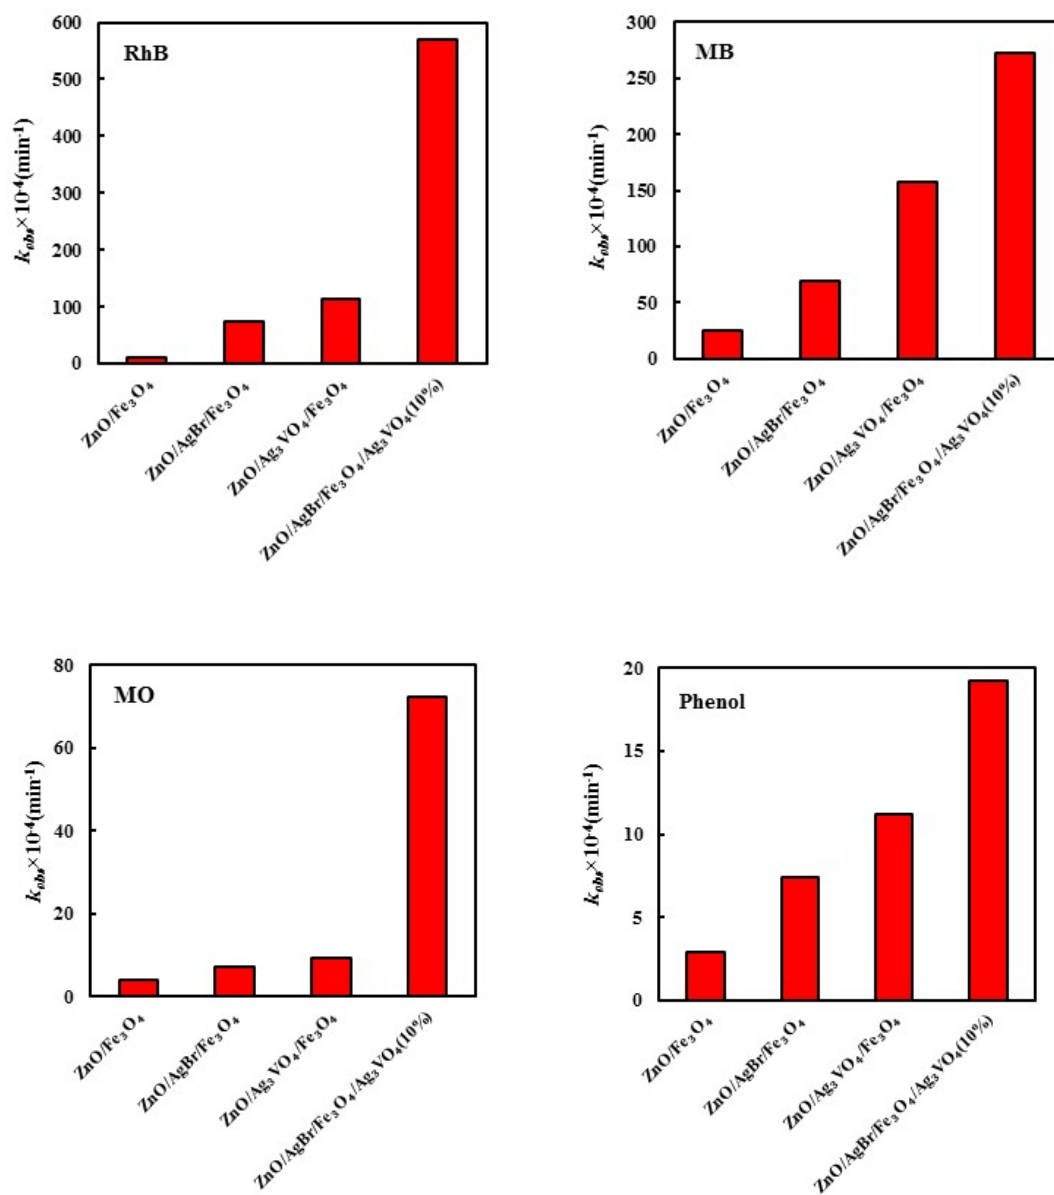 RhB
k_obs×10⁻⁴(min⁻¹)
600
500
400
300
200
100
0
ZnO/Fe₃O₄
ZnO/AgBr/Fe₃O₄
ZnO/Ag₃VO₄/Fe₃O₄
ZnO/AgBr/Fe₃O₄/Ag₃VO₄(10%)
MB
k_obs×10⁻⁴(min⁻¹)
300
250
200
150
100
50
0
ZnO/Fe₃O₄
ZnO/AgBr/Fe₃O₄
ZnO/Ag₃VO₄/Fe₃O₄
ZnO/AgBr/Fe₃O₄/Ag₃VO₄(10%)
MO
k_obs×10⁻⁴(min⁻¹)
80
60
40
20
0
ZnO/Fe₃O₄
ZnO/AgBr/Fe₃O₄
ZnO/Ag₃VO₄/Fe₃O₄
ZnO/AgBr/Fe₃O₄/Ag₃VO₄(10%)
Phenol
k_obs×10⁻⁴(min⁻¹)
20
15
10
5
0
ZnO/Fe₃O₄
ZnO/AgBr/Fe₃O₄
ZnO/Ag₃VO₄/Fe₃O₄
ZnO/AgBr/Fe₃O₄/Ag₃VO₄(10%)